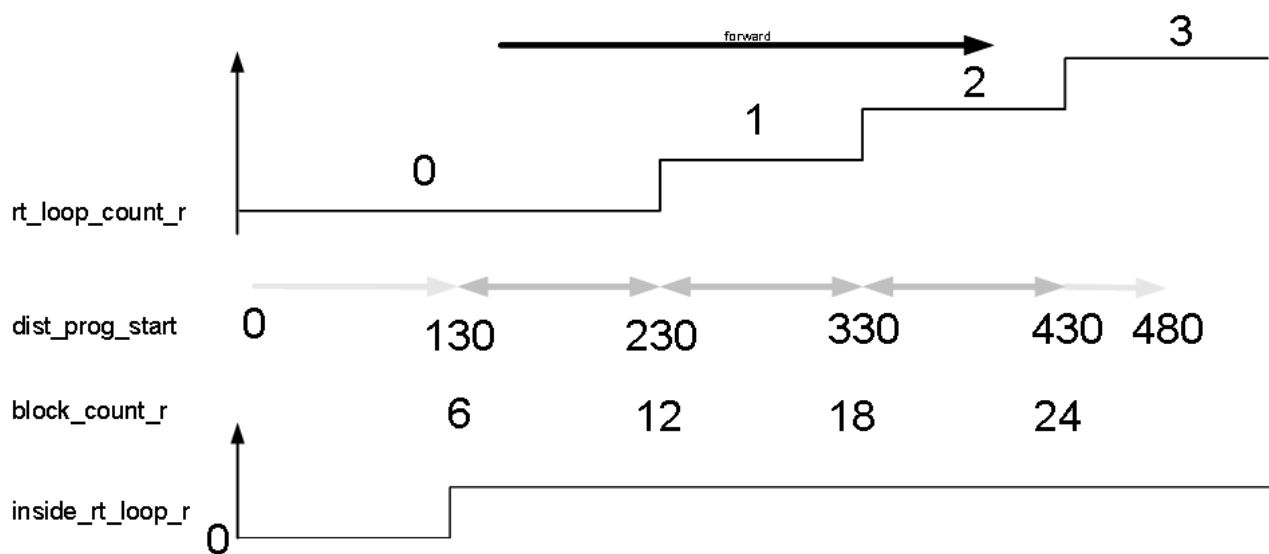 forward
3
2
1
0
rt_loop_count_r
dist_prog_start 0 130 230 330 430 480
block_count_r 6 12 18 24
inside_rt_loop_r
0